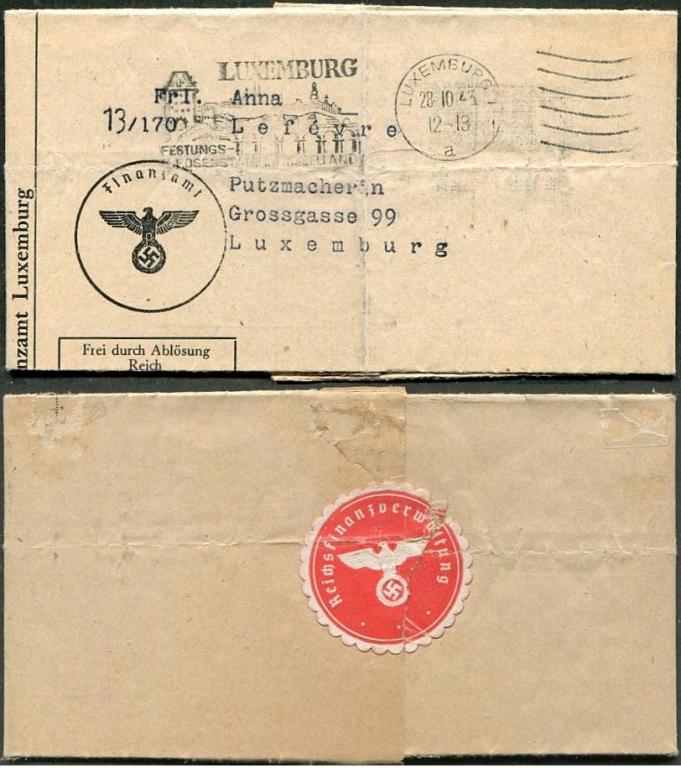 LUXEMBURG
LUXEMBURG
28.10.43
12-13
a
Frl. Anna
13/170
Lefévre
FESTUNGS-
Putzmacherin
Grossgasse 99
Luxemburg
Finanzamt
nzamt Luxemburg
Frei durch Ablösung
Reich
Reichsfinanzverwaltung